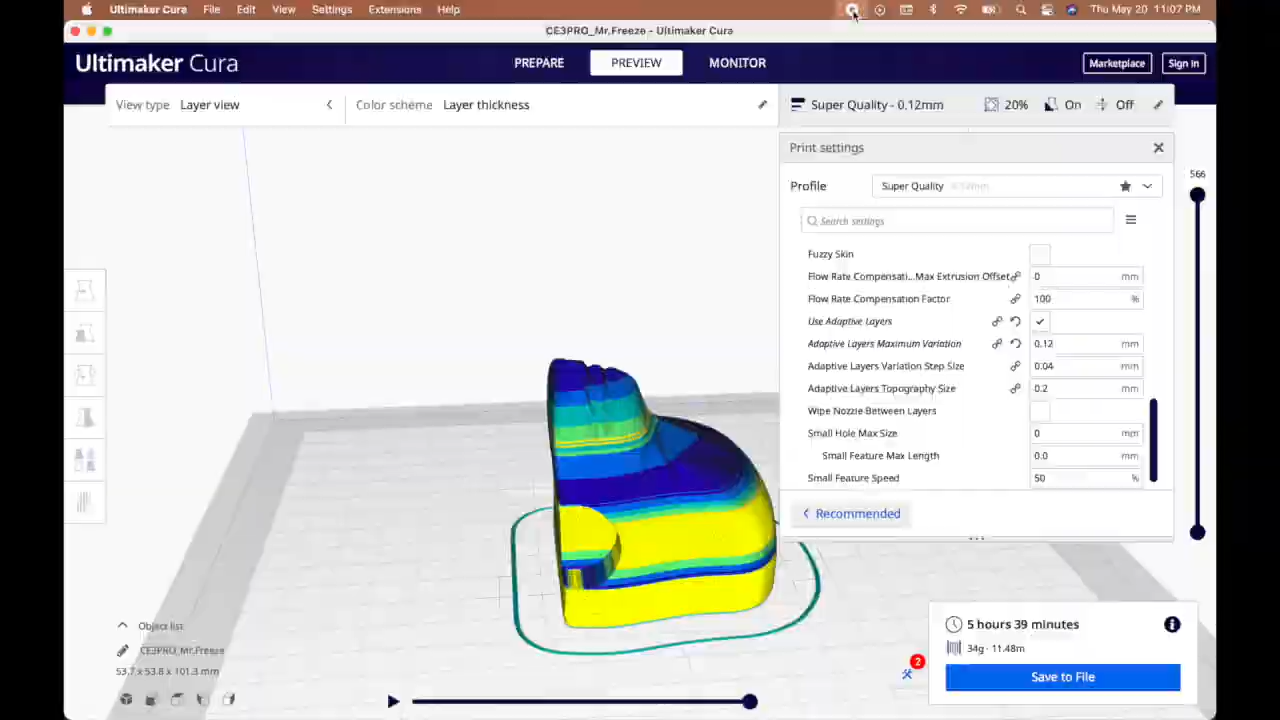 Ultimaker Cura File Edit View Settings Extensions Help Thu May 20 11:07 PM
CE3PRO_Mr.Freeze - Ultimaker Cura
Ultimaker Cura PREPARE PREVIEW MONITOR Marketplace Sign in
View type Layer view Color scheme Layer thickness Super Quality - 0.12mm 20% On Off
Print settings
566
Profile Super Quality 0.12mm
Search settings
Fuzzy Skin
Flow Rate Compensati...Max Extrusion Offset 0 mm
Flow Rate Compensation Factor 100 %
Use Adaptive Layers
Adaptive Layers Maximum Variation 0.12 mm
Adaptive Layers Variation Step Size 0.04 mm
Adaptive Layers Topography Size 0.2 mm
Wipe Nozzle Between Layers
Small Hole Max Size 0 mm
Small Feature Max Length 0.0 mm
Small Feature Speed 50 %
Recommended
Object list
CE3PRO_Mr.Freeze
53.7 x 53.8 x 101.3 mm
5 hours 39 minutes
34g · 11.48m
2
Save to File